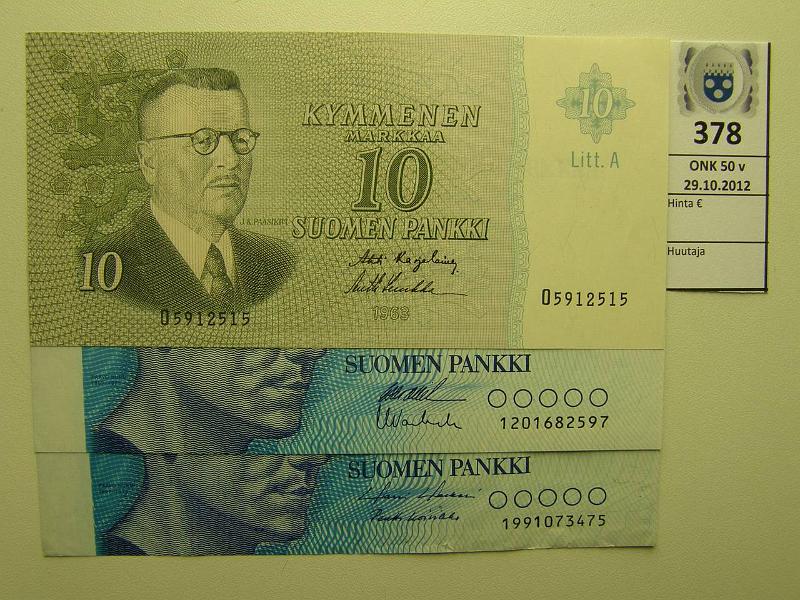 KYMMENEN
MARKKAA
10
SUOMEN PANKKI
J.K.PAASIKIVI
10
O5912515
1963
10
Litt. A
O5912515
378
ONK 50 v
29.10.2012
Hinta €
Huutaja
SUOMEN PANKKI
1201682597
SUOMEN PANKKI
1991073475